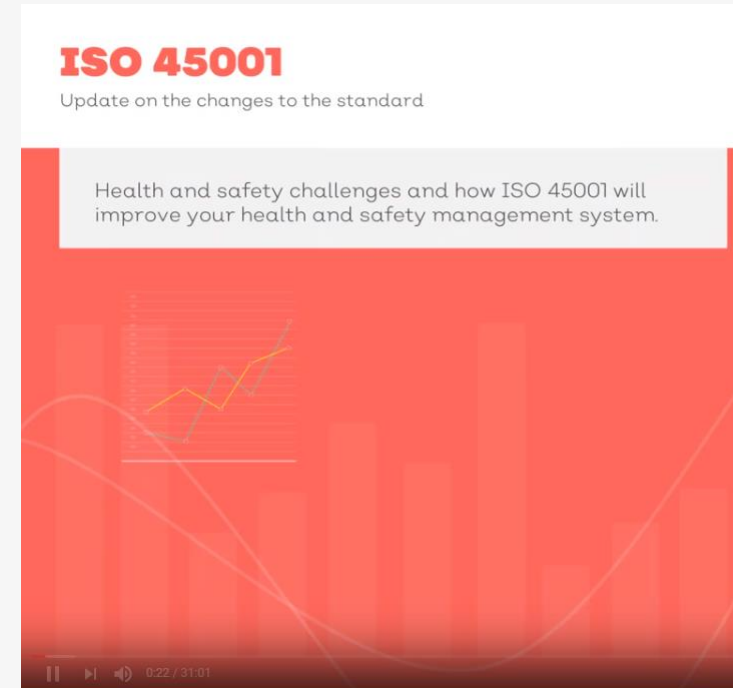 ISO 45001
Update on the changes to the standard
Health and safety challenges and how ISO 45001 will
improve your health and safety management system.
0:22 / 31:01